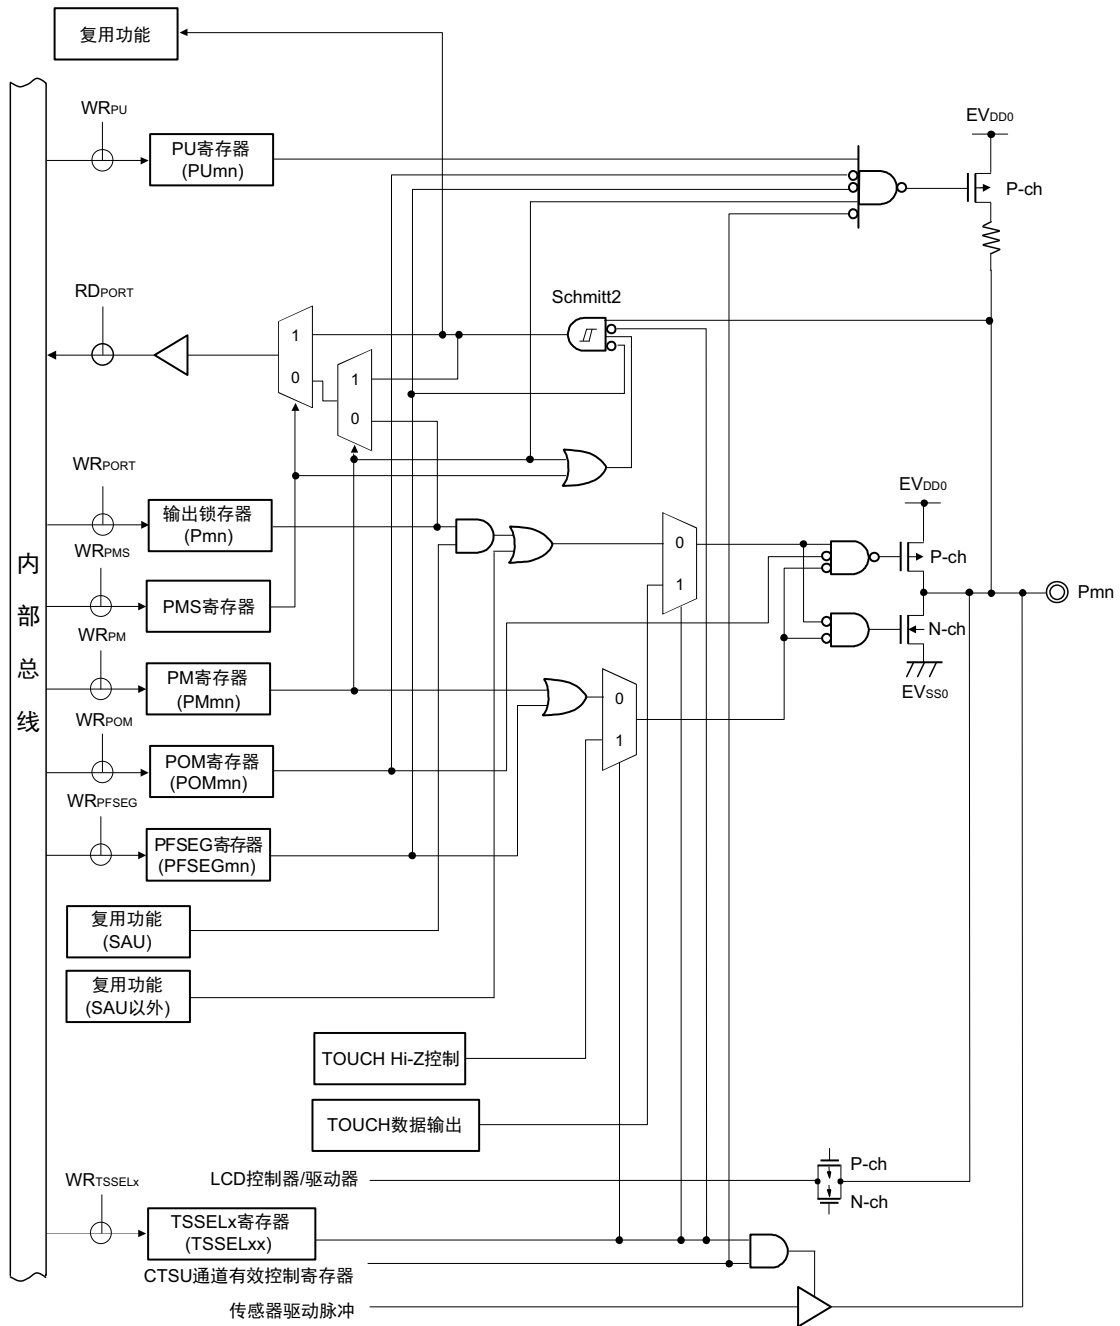 复用功能
WRPU
PU寄存器
(PUmn)
EVDD0
P-ch
RDPORT
Schmitt2
1
0
1
0
WRPORT
输出锁存器
(Pmn)
WRPMS
PMS寄存器
0
1
EVDD0
P-ch
N-ch
EVSS0
Pmn
内
部
总
线
WRPM
PM寄存器
(PMmn)
0
1
WRPOM
POM寄存器
(POMmn)
WRPFSEG
PFSEG寄存器
(PFSEGmn)
复用功能
(SAU)
复用功能
(SAU以外)
TOUCH Hi-Z控制
TOUCH数据输出
LCD控制器/驱动器
P-ch
N-ch
WRTSSELx
TSSELx寄存器
(TSSELxx)
CTSU通道有效控制寄存器
传感器驱动脉冲